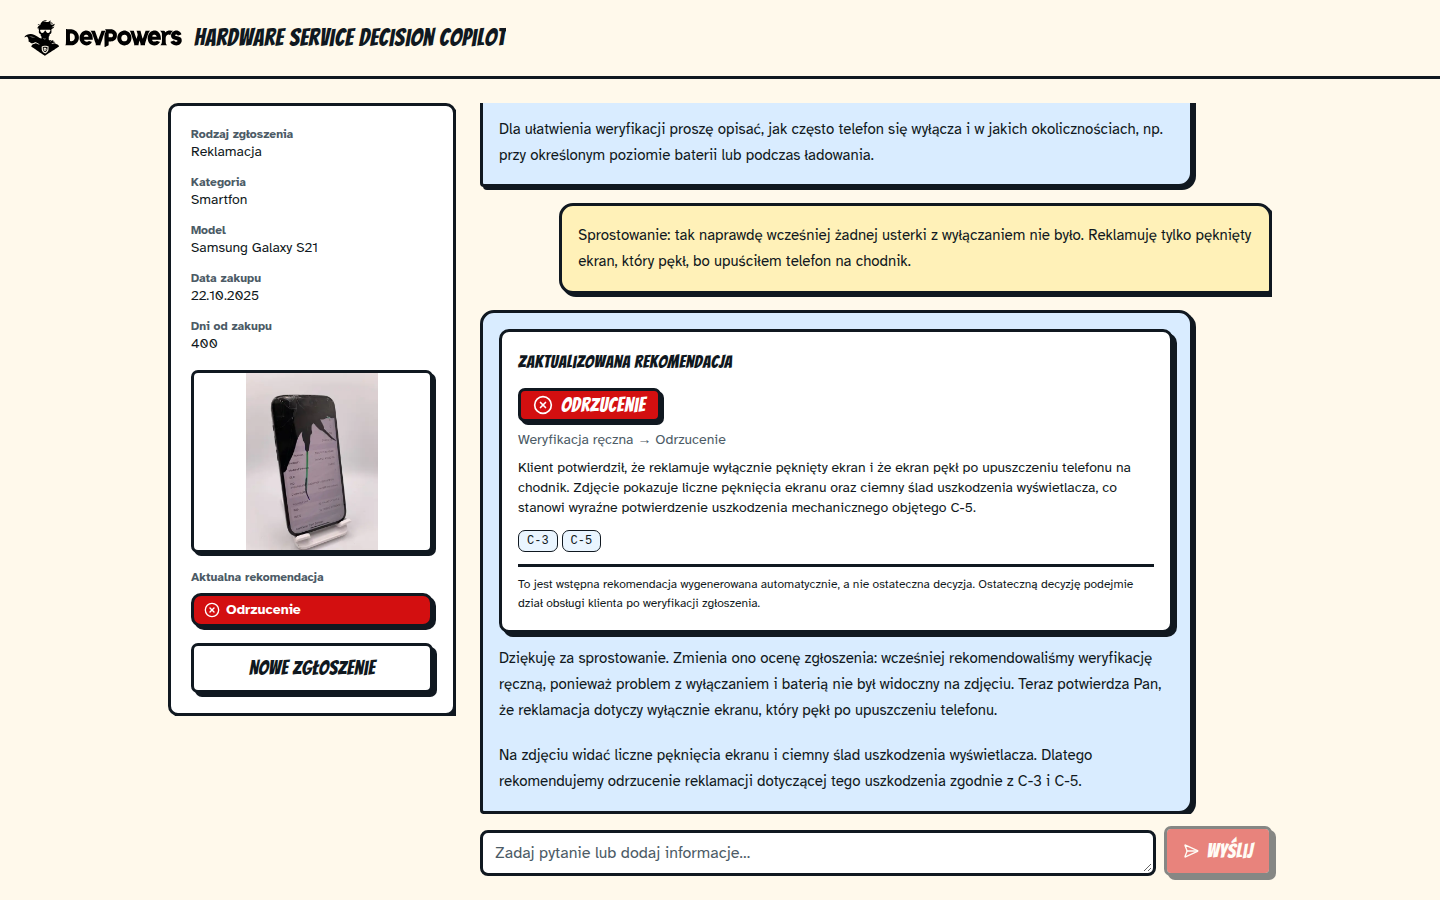 DevPowers HARDWARE SERVICE DECISION COPILOT
Rodzaj zgłoszenia
Reklamacja
Kategoria
Smartfon
Model
Samsung Galaxy S21
Data zakupu
22.10.2025
Dni od zakupu
400
Aktualna rekomendacja
Odrzucenie
NOWE ZGŁOSZENIE
Dla ułatwienia weryfikacji proszę opisać, jak często telefon się wyłącza i w jakich okolicznościach, np.
przy określonym poziomie baterii lub podczas ładowania.
Sprostowanie: tak naprawdę wcześniej żadnej usterki z wyłączaniem nie było. Reklamuję tylko pęknięty
ekran, który pękł, bo upuściłem telefon na chodnik.
ZAKTUALIZOWANA REKOMENDACJA
ODRZUCENIE
Weryfikacja ręczna → Odrzucenie
Klient potwierdził, że reklamuje wyłącznie pęknięty ekran i że ekran pękł po upuszczeniu telefonu na
chodnik. Zdjęcie pokazuje liczne pęknięcia ekranu oraz ciemny ślad uszkodzenia wyświetlacza, co
stanowi wyraźne potwierdzenie uszkodzenia mechanicznego objętego C-5.
C-3 C-5
To jest wstępna rekomendacja wygenerowana automatycznie, a nie ostateczna decyzja. Ostateczną decyzję podejmie
dział obsługi klienta po weryfikacji zgłoszenia.
Dziękuję za sprostowanie. Zmienia ono ocenę zgłoszenia: wcześniej rekomendowaliśmy weryfikację
ręczną, ponieważ problem z wyłączaniem i baterią nie był widoczny na zdjęciu. Teraz potwierdza Pan,
że reklamacja dotyczy wyłącznie ekranu, który pękł po upuszczeniu telefonu.
Na zdjęciu widać liczne pęknięcia ekranu i ciemny ślad uszkodzenia wyświetlacza. Dlatego
rekomendujemy odrzucenie reklamacji dotyczącej tego uszkodzenia zgodnie z C-3 i C-5.
Zadaj pytanie lub dodaj informacje...
WYŚLIJ